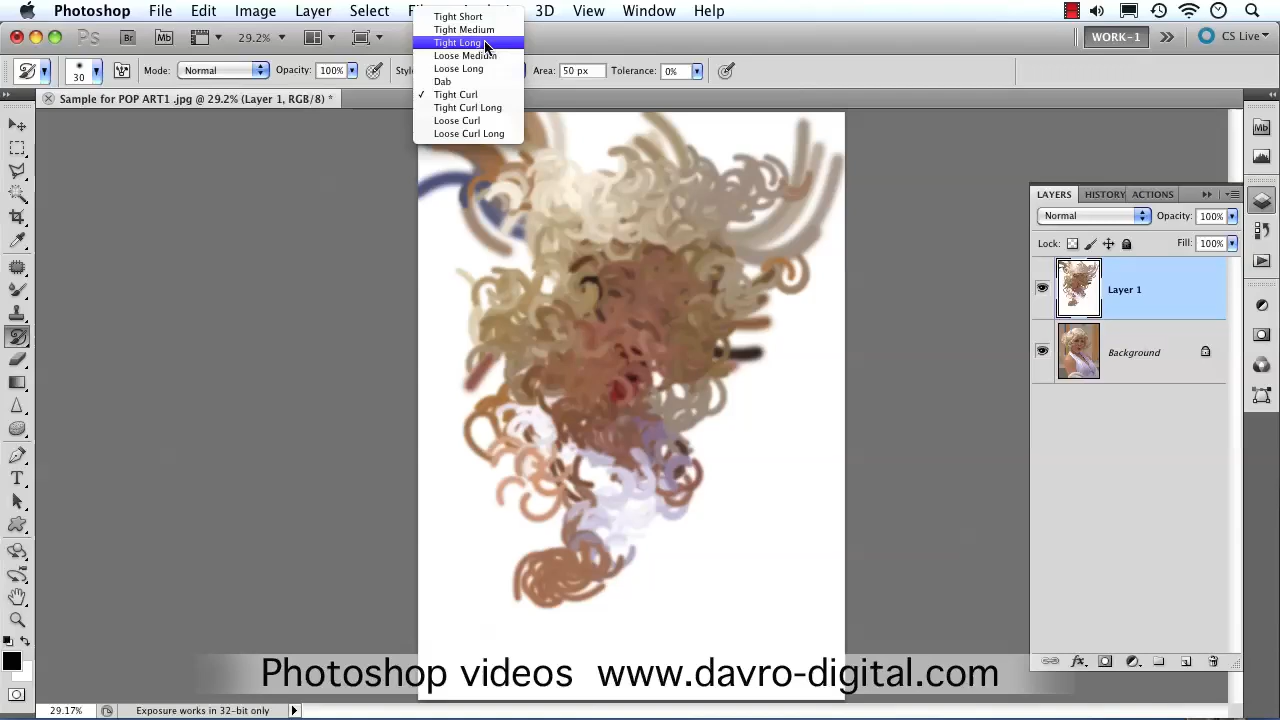 Photoshop File Edit Image Layer Select 3D View Window Help
Br Mb 29.2% WORK-1 CS Live
30 Mode: Normal Opacity: 100% Area: 50 px Tolerance: 0%
Tight Short
Tight Medium
Tight Long
Loose Medium
Loose Long
Dab
Tight Curl
Tight Curl Long
Loose Curl
Loose Curl Long
Sample for POP ART1 .jpg @ 29.2% (Layer 1, RGB/8) *
Mb
LAYERS HISTORY ACTIONS
Normal Opacity: 100%
Lock: Fill: 100%
Layer 1
Background
Photoshop videos www.davro-digital.com
29.17% Exposure works in 32-bit only